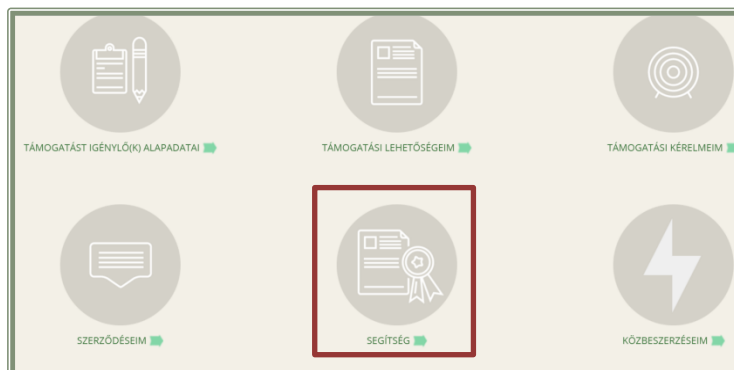 TÁMOGATÁST IGÉNYLŐ(K) ALAPADATAI
TÁMOGATÁSI LEHETŐSÉGEIM
TÁMOGATÁSI KÉRELMEIM
SZERZŐDÉSEIM
SEGÍTSÉG
KÖZBESZERZÉSEIM